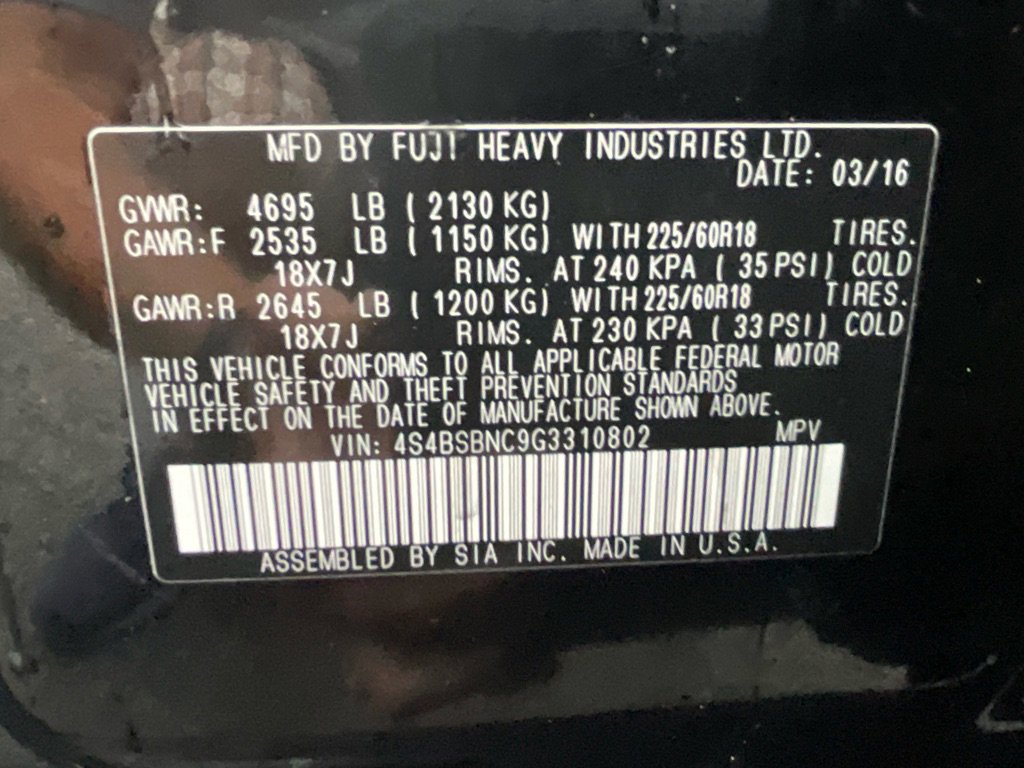 MFD BY FUJI HEAVY INDUSTRIES LTD.
DATE: 03/16
GVWR: 4695 LB ( 2130 KG)
GAWR:F 2535 LB ( 1150 KG) WITH 225/60R18 TIRES.
18X7J RIMS. AT 240 KPA ( 35 PSI) COLD
GAWR:R 2645 LB ( 1200 KG) WITH 225/60R18 TIRES.
18X7J RIMS. AT 230 KPA ( 33 PSI) COLD
THIS VEHICLE CONFORMS TO ALL APPLICABLE FEDERAL MOTOR
VEHICLE SAFETY AND THEFT PREVENTION STANDARDS
IN EFFECT ON THE DATE OF MANUFACTURE SHOWN ABOVE.
VIN: 4S4BSBNC9G3310802 MPV
ASSEMBLED BY SIA INC. MADE IN U.S.A.